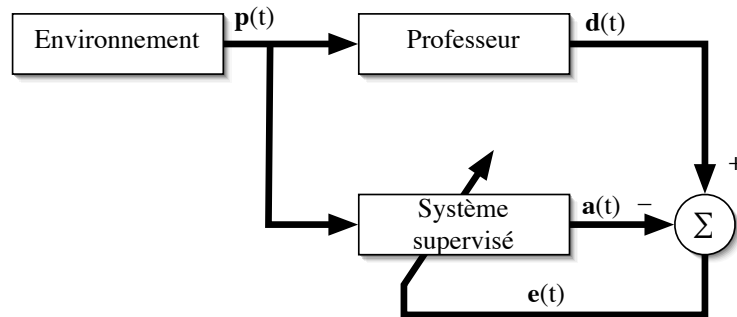 Environnement
p(t)
Professeur
d(t)
+
Système
supervisé
a(t)
−
Σ
e(t)